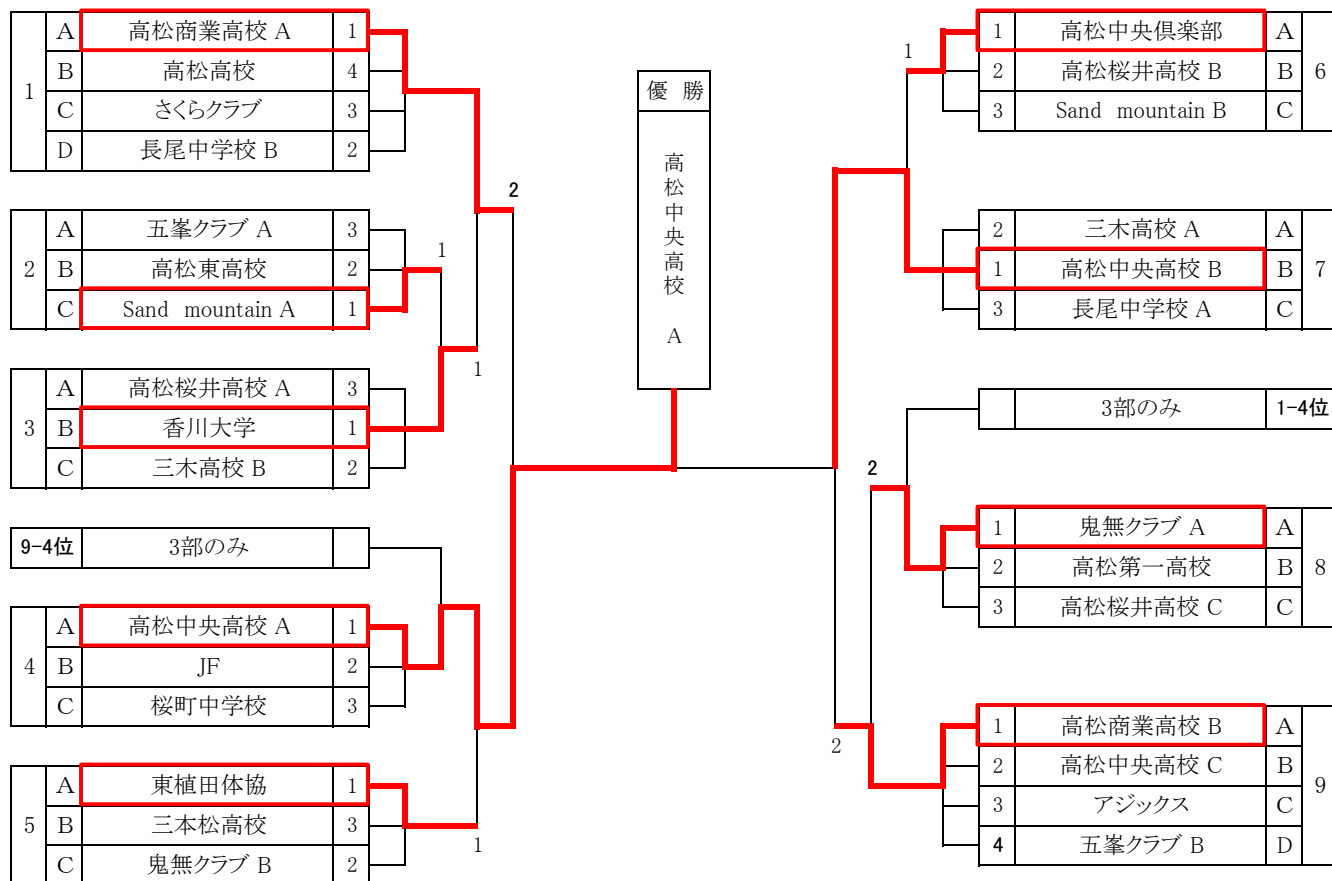 1
A 高松商業高校 A 1
B 高松高校 4
C さくらクラブ 3
D 長尾中学校 B 2
2
A 五峯クラブ A 3
B 高松東高校 2
C Sand mountain A 1
3
A 高松桜井高校 A 3
B 香川大学 1
C 三木高校 B 2
9-4位 3部のみ
4
A 高松中央高校 A 1
B JF 2
C 桜町中学校 3
5
A 東植田体協 1
B 三本松高校 3
C 鬼無クラブ B 2
1
1
2
1
優 勝
高松中央高校 A
1
2
2
1 高松中央倶楽部 A
2 高松桜井高校 B B
3 Sand mountain B C
6
2 三木高校 A A
1 高松中央高校 B B
3 長尾中学校 A C
7
3部のみ 1-4位
1 鬼無クラブ A A
2 高松第一高校 B
3 高松桜井高校 C C
8
1 高松商業高校 B A
2 高松中央高校 C B
3 アジックス C
4 五峯クラブ B D
9